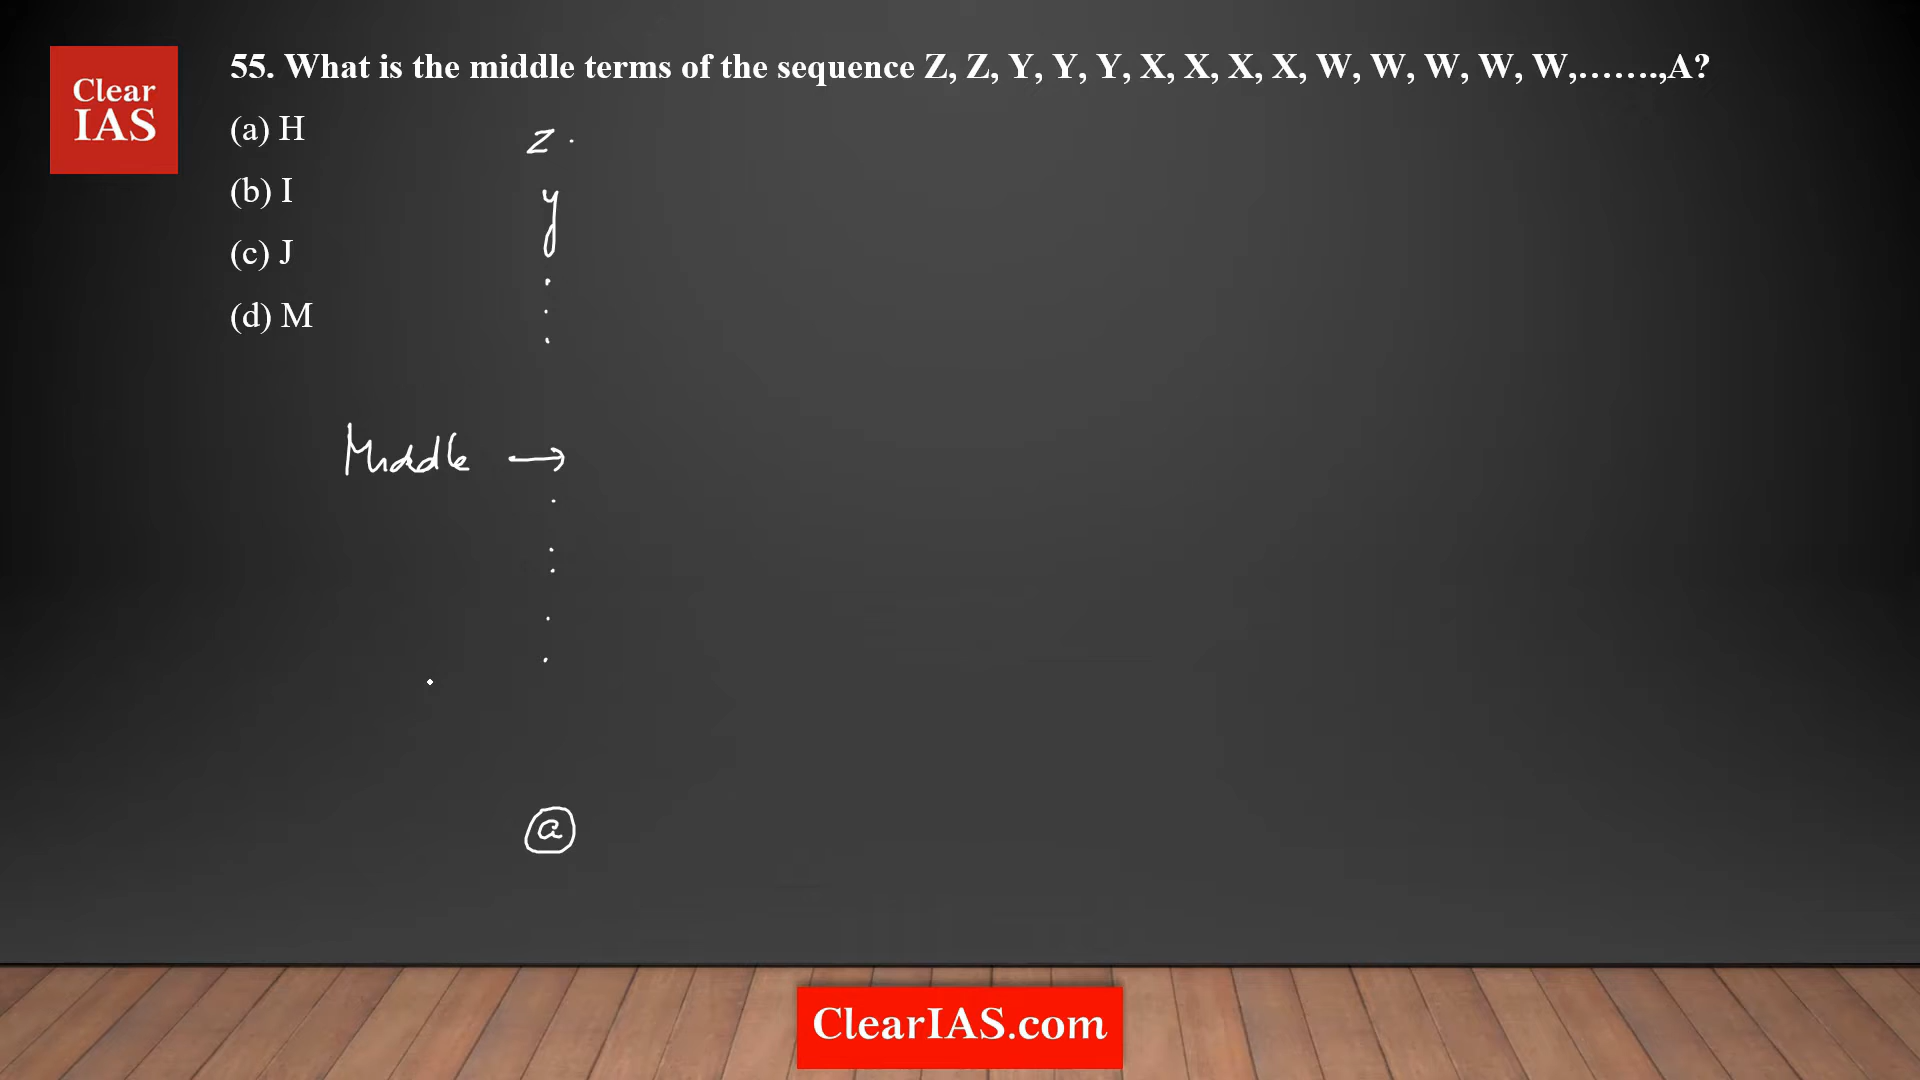 Clear
IAS
55. What is the middle terms of the sequence Z, Z, Y, Y, Y, X, X, X, X, W, W, W, W, W,……..,A?
(a) H
(b) I
(c) J
(d) M
Z
y
Middle →
a
ClearIAS.com